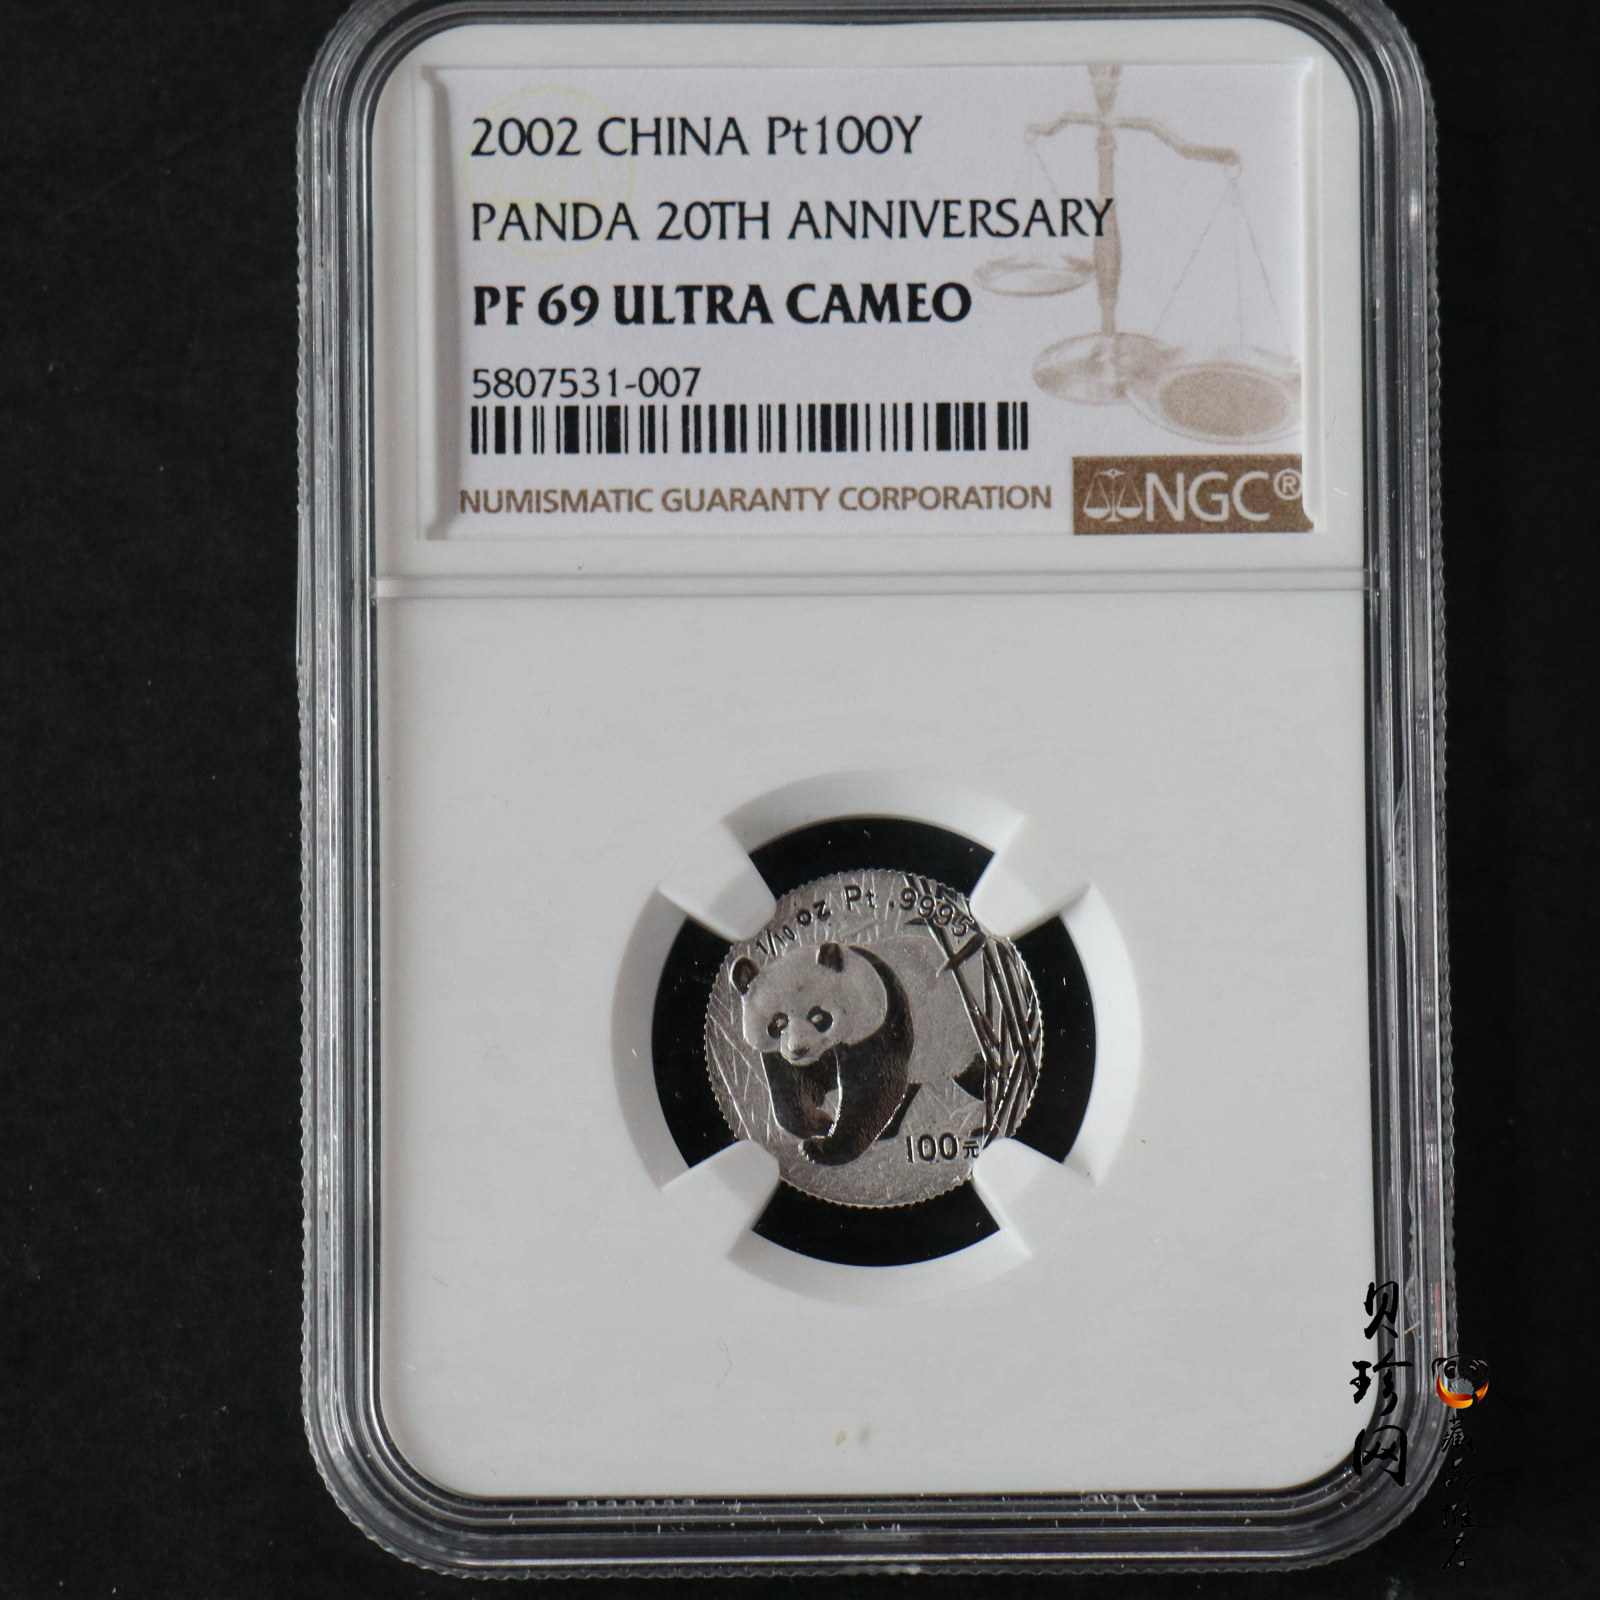 2002 CHINA Pt100Y
PANDA 20TH ANNIVERSARY
PF 69 ULTRA CAMEO
5807531-007
NUMISMATIC GUARANTY CORPORATION
NGC®
1/10 oz Pt .9995
100元
贝珍网